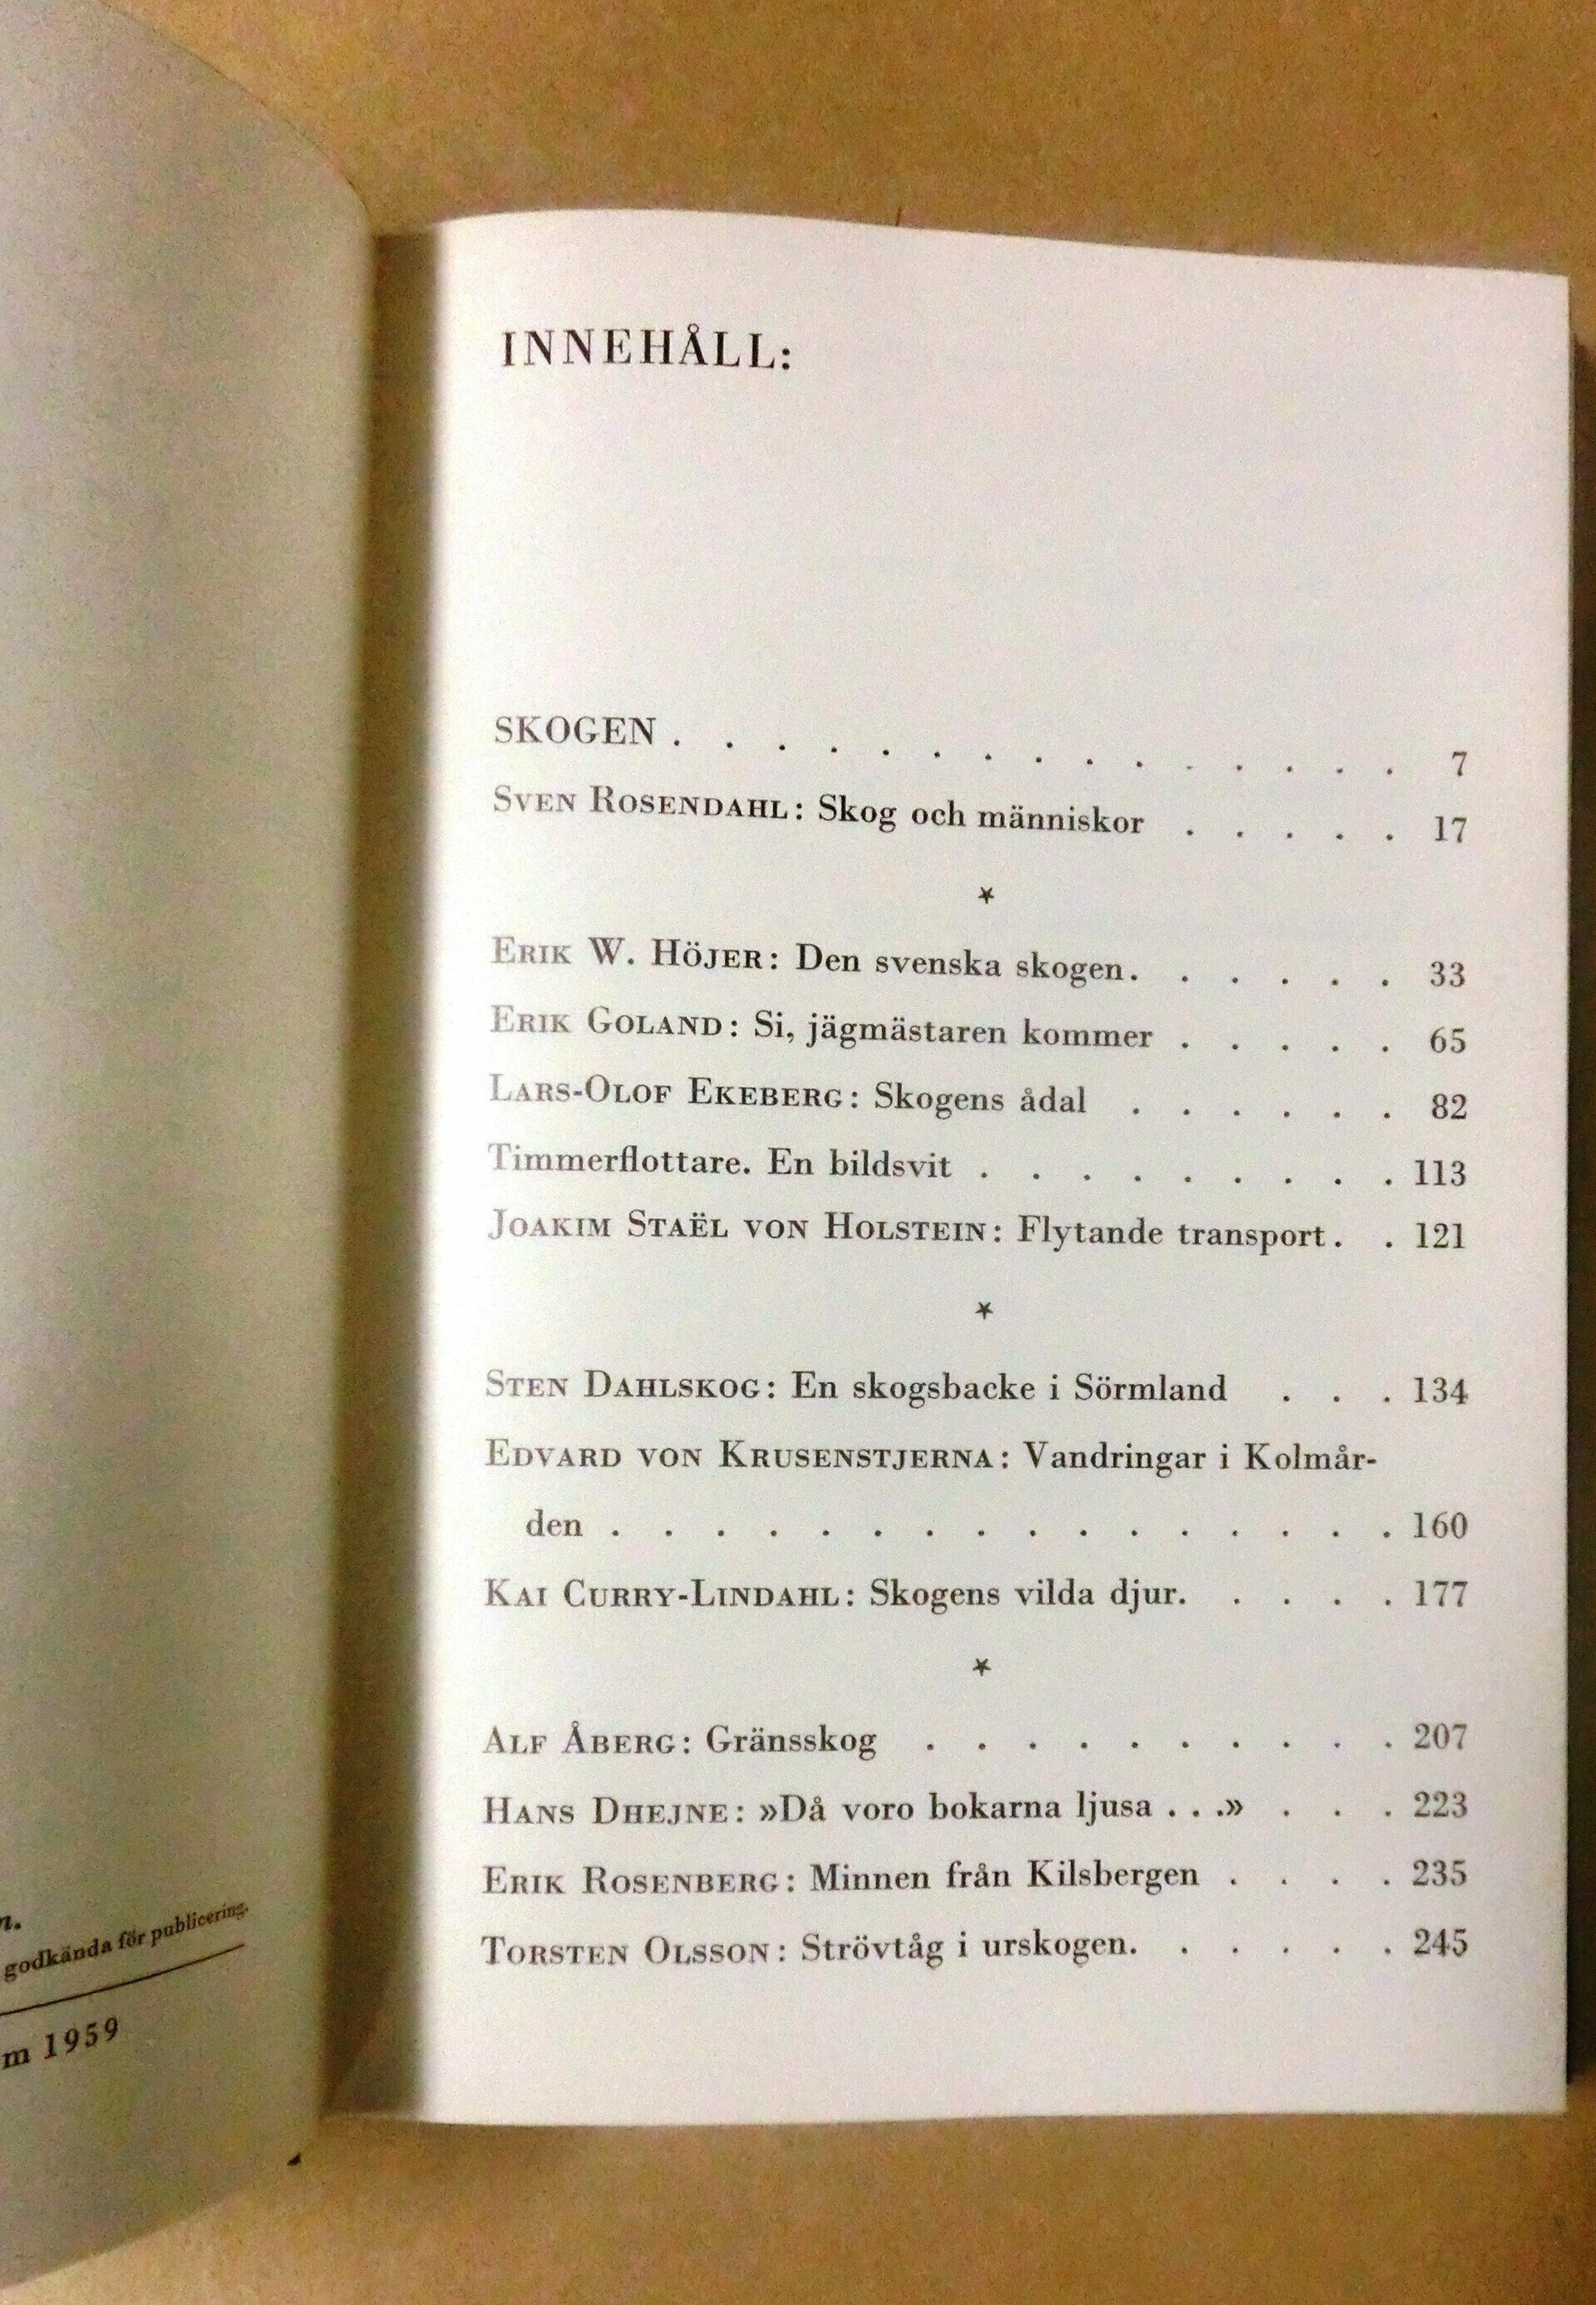 n.
godkända för publicering.
m 1959
INNEHÅLL:
SKOGEN . . . . . . . . . . . . . . . 7
SVEN ROSENDAHL: Skog och människor . . . . . 17
*
ERIK W. HÖJER: Den svenska skogen. . . . . . 33
ERIK GOLAND: Si, jägmästaren kommer . . . . . 65
LARS-OLOF EKEBERG: Skogens ådal . . . . . . 82
Timmerflottare. En bildsvit . . . . . . . . . 113
JOAKIM STAËL VON HOLSTEIN: Flytande transport. . 121
*
STEN DAHLSKOG: En skogsbacke i Sörmland . . . 134
EDVARD VON KRUSENSTJERNA: Vandringar i Kolmår-
den . . . . . . . . . . . . . . . . 160
KAI CURRY-LINDAHL: Skogens vilda djur. . . . . 177
*
ALF ÅBERG: Gränsskog . . . . . . . . . . 207
HANS DHEJNE: »Då voro bokarna ljusa . . .» . . . 223
ERIK ROSENBERG: Minnen från Kilsbergen . . . . 235
TORSTEN OLSSON: Strövtåg i urskogen. . . . . . 245